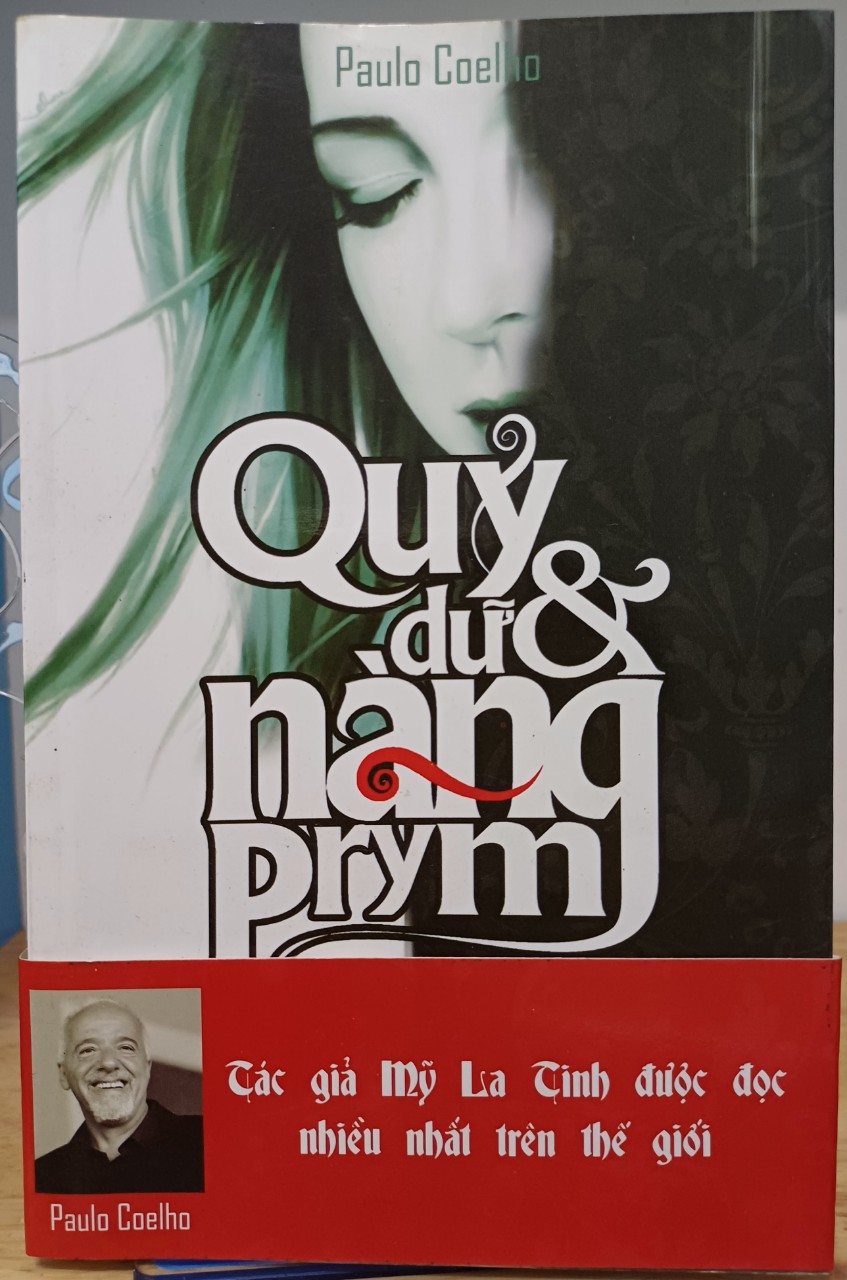 Paulo Coelho
Quỷ
dữ &
nàng
Prym
Tác giả Mỹ La Tinh được đọc
nhiều nhất trên thế giới
Paulo Coelho